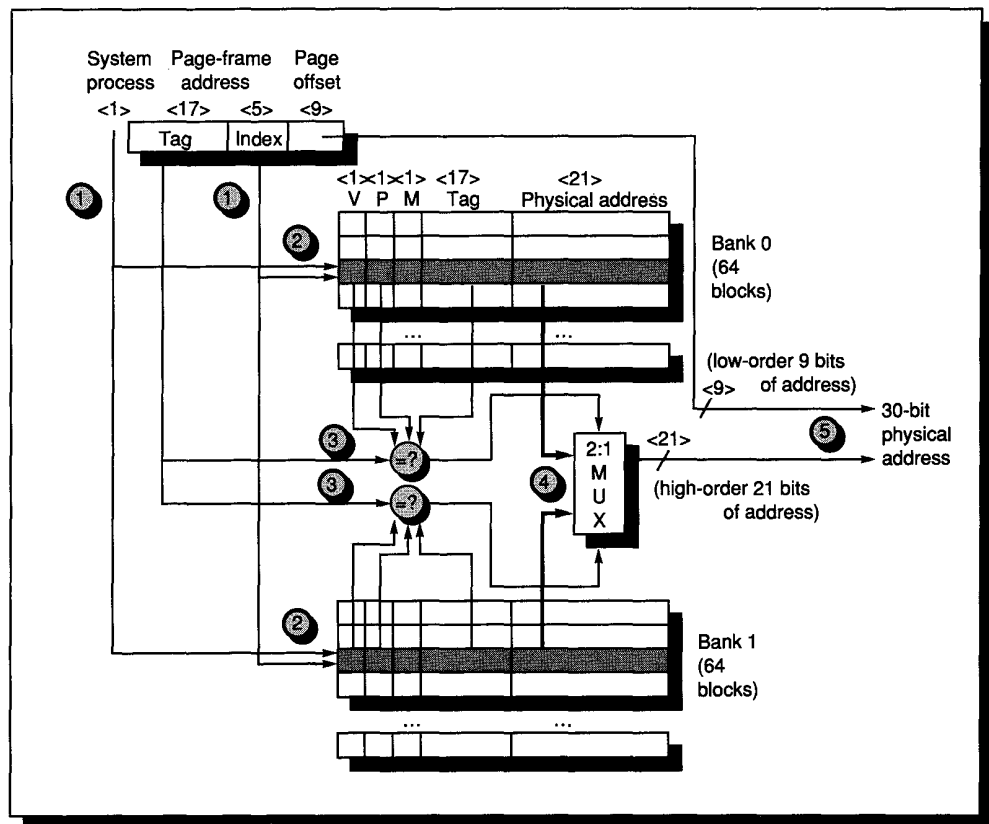 System Page-frame Page
process address offset
<1> <17> <5> <9>
Tag Index
1 1
<1><1><1> <17> <21>
V P M Tag Physical address
2
Bank 0
(64
blocks)
... ...
(low-order 9 bits
of address)
<9>
30-bit
physical
address
5
3
3
=?
=?
4
2:1
M
U
X
<21>
(high-order 21 bits
of address)
2
Bank 1
(64
blocks)
... ...